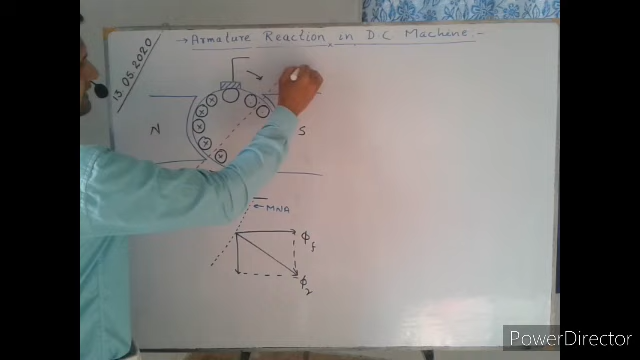 → Armature Reaction in D.C. Machine.-
13.05.2020
N
S
← MNA
ϕf
ϕr
PowerDirector